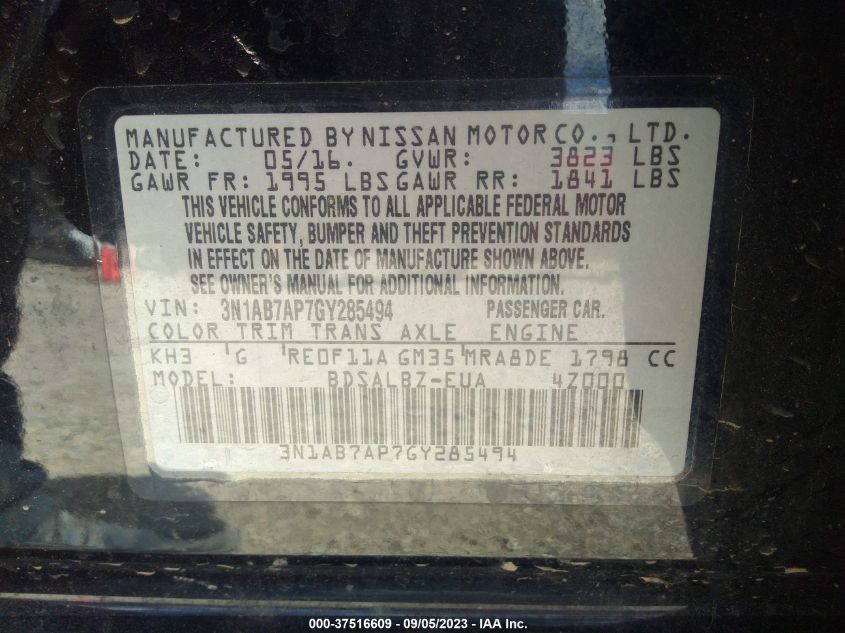 MANUFACTURED BY NISSAN MOTOR CO., LTD.
DATE: 05/16. GVWR: 3823 LBS
GAWR FR: 1995 LBS GAWR RR: 1841 LBS
THIS VEHICLE CONFORMS TO ALL APPLICABLE FEDERAL MOTOR
VEHICLE SAFETY, BUMPER AND THEFT PREVENTION STANDARDS
IN EFFECT ON THE DATE OF MANUFACTURE SHOWN ABOVE.
SEE OWNER'S MANUAL FOR ADDITIONAL INFORMATION.
VIN: 3N1AB7AP7GY285494 PASSENGER CAR.
COLOR TRIM TRANS AXLE ENGINE
KH3 G RE0F11A GM35 MRA8DE 1798 CC
MODEL: BDSALBZ-EUA 4Z000
3N1AB7AP7GY285494
000-37516609 - 09/05/2023 - IAA Inc.